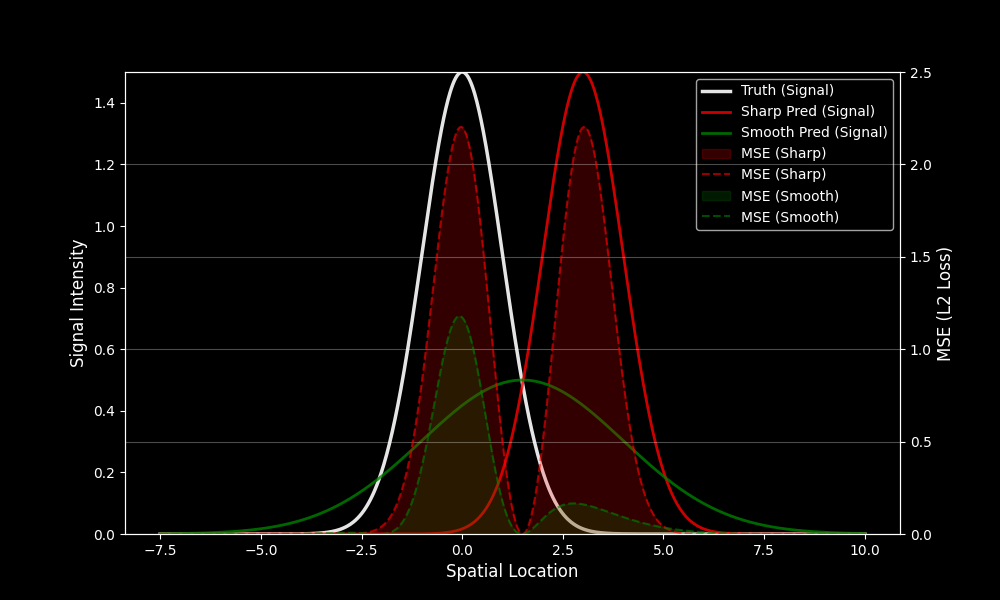 Truth (Signal)
Sharp Pred (Signal)
Smooth Pred (Signal)
MSE (Sharp)
MSE (Sharp)
MSE (Smooth)
MSE (Smooth)
Signal Intensity
1.4
1.2
1.0
0.8
0.6
0.4
0.2
0.0
MSE (L2 Loss)
2.5
2.0
1.5
1.0
0.5
0.0
−7.5 −5.0 −2.5 0.0 2.5 5.0 7.5 10.0
Spatial Location